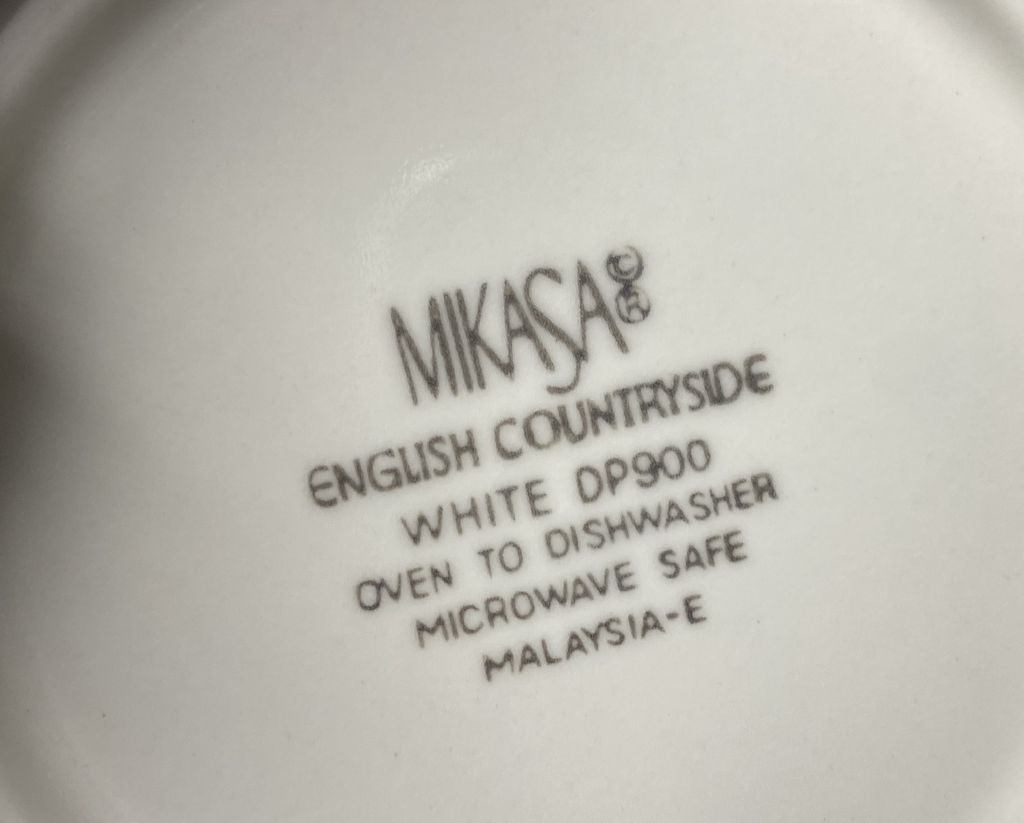 MIKASA©®
ENGLISH COUNTRYSIDE
WHITE DP900
OVEN TO DISHWASHER
MICROWAVE SAFE
MALAYSIA-E